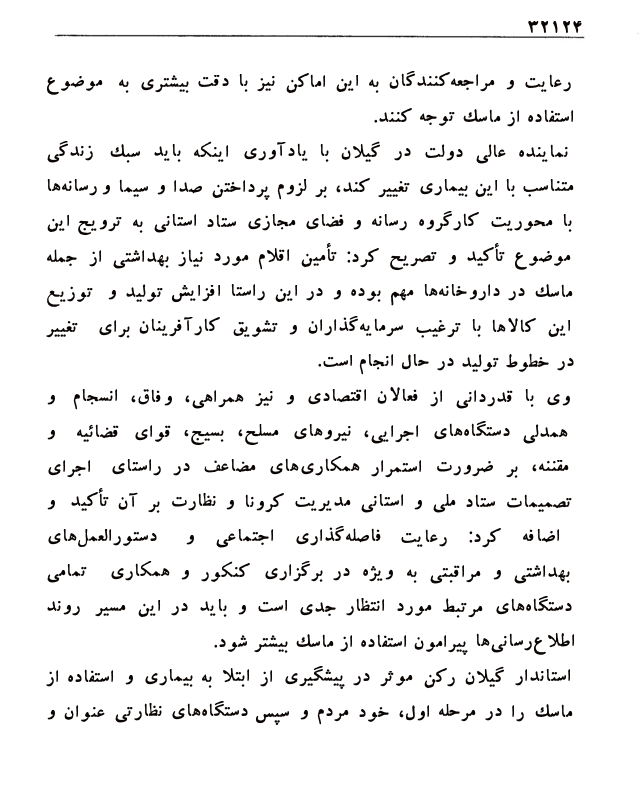 ۳۲۱۲۴
رعایت و مراجعه‌کنندگان به این اماکن نیز با دقت بیشتری به موضوع
استفاده از ماسك توجه کنند.
نماینده عالی دولت در گیلان با یادآوری اینکه باید سبك زندگی
متناسب با این بیماری تغییر کند، بر لزوم پرداختن صدا و سیما و رسانه‌ها
با محوریت کارگروه رسانه و فضای مجازی ستاد استانی به ترویج این
موضوع تأکید و تصریح کرد: تأمین اقلام مورد نیاز بهداشتی از جمله
ماسك در داروخانه‌ها مهم بوده و در این راستا افزایش تولید و توزیع
این کالاها با ترغیب سرمایه‌گذاران و تشویق کارآفرینان برای تغییر
در خطوط تولید در حال انجام است.
وی با قدردانی از فعالان اقتصادی و نیز همراهی، وفاق، انسجام و
همدلی دستگاه‌های اجرایی، نیروهای مسلح، بسیج، قوای قضائیه و
مقننه، بر ضرورت استمرار همکاری‌های مضاعف در راستای اجرای
تصمیمات ستاد ملی و استانی مدیریت کرونا و نظارت بر آن تأکید و
اضافه کرد: رعایت فاصله‌گذاری اجتماعی و دستورالعمل‌های
بهداشتی و مراقبتی به ویژه در برگزاری کنکور و همکاری تمامی
دستگاه‌های مرتبط مورد انتظار جدی است و باید در این مسیر روند
اطلاع‌رسانی‌ها پیرامون استفاده از ماسك بیشتر شود.
استاندار گیلان رکن موثر در پیشگیری از ابتلا به بیماری و استفاده از
ماسك را در مرحله اول، خود مردم و سپس دستگاه‌های نظارتی عنوان و